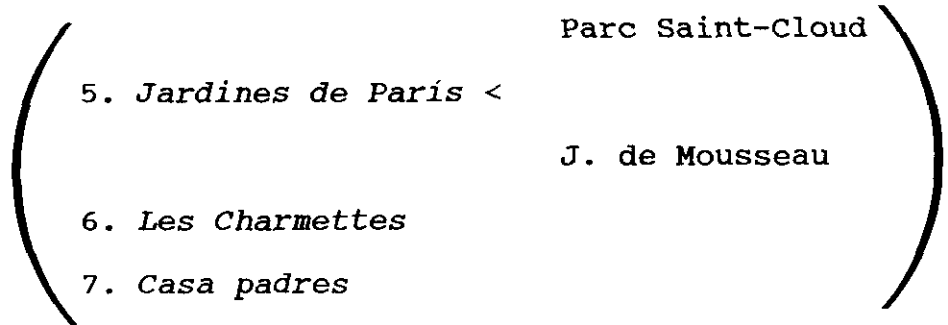 Parc Saint-Cloud
5. Jardines de París <
J. de Mousseau
6. Les Charmettes
7. Casa padres